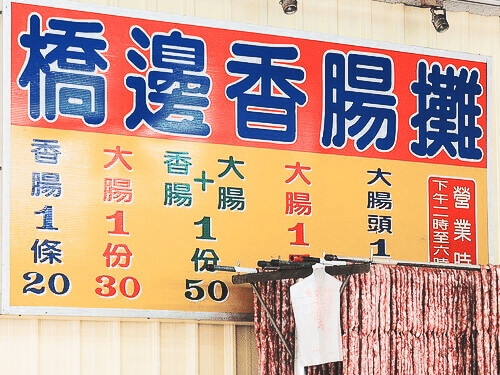 橋邊香腸攤
香腸1條20
大腸1份30
香腸+大腸1份50
大腸1
大腸頭1
營業時
下午二時至六時